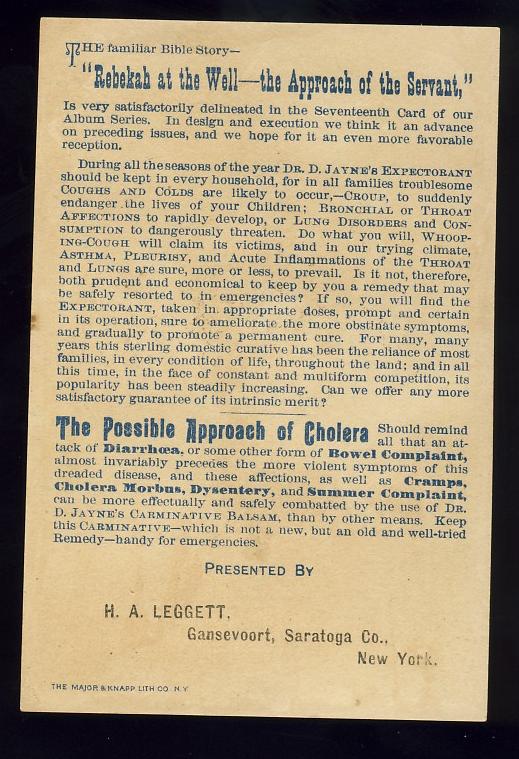 THE familiar Bible Story—
"Rebekah at the Well—the Approach of the Servant,"
Is very satisfactorily delineated in the Seventeenth Card of our
Album Series. In design and execution we think it an advance
on preceding issues, and we hope for it an even more favorable
reception.
During all the seasons of the year DR. D. JAYNE'S EXPECTORANT
should be kept in every household, for in all families troublesome
COUGHS AND COLDS are likely to occur,—CROUP, to suddenly
endanger the lives of your Children; BRONCHIAL or THROAT
AFFECTIONS to rapidly develop, or LUNG DISORDERS and CON-
SUMPTION to dangerously threaten. Do what you will, WHOOP-
ING-COUGH will claim its victims, and in our trying climate,
ASTHMA, PLEURISY, and Acute Inflammations of the THROAT
and LUNGS are sure, more or less, to prevail. Is it not, therefore,
both prudent and economical to keep by you a remedy that may
be safely resorted to in emergencies? If so, you will find the
EXPECTORANT, taken in appropriate doses, prompt and certain
in its operation, sure to ameliorate the more obstinate symptoms,
and gradually to promote a permanent cure. For many, many
years this sterling domestic curative has been the reliance of most
families, in every condition of life, throughout the land; and in all
this time, in the face of constant and multiform competition, its
popularity has been steadily increasing. Can we offer any more
satisfactory guarantee of its intrinsic merit?
The Possible Approach of Cholera Should remind
all that an at-
tack of Diarrhœa, or some other form of Bowel Complaint,
almost invariably precedes the more violent symptoms of this
dreaded disease, and these affections, as well as Cramps,
Cholera Morbus, Dysentery, and Summer Complaint,
can be more effectually and safely combatted by the use of DR.
D. JAYNE'S CARMINATIVE BALSAM, than by other means. Keep
this CARMINATIVE—which is not a new, but an old and well-tried
Remedy—handy for emergencies.
PRESENTED BY
H. A. LEGGETT,
Gansevoort, Saratoga Co.,
New York.
THE MAJOR & KNAPP LITH CO. N.Y.